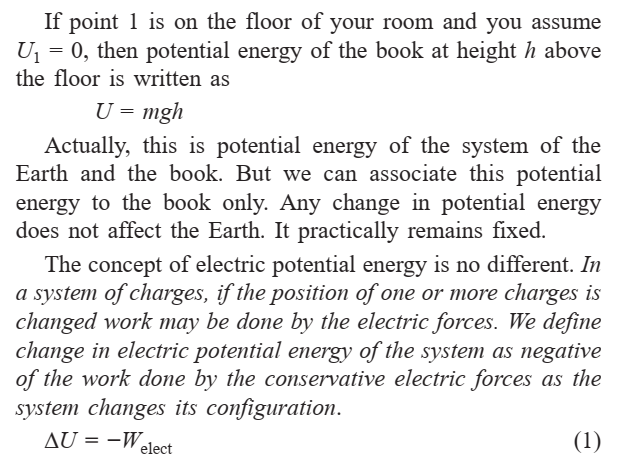 If point 1 is on the floor of your room and you assume
U₁ = 0, then potential energy of the book at height h above
the floor is written as
U = mgh
Actually, this is potential energy of the system of the
Earth and the book. But we can associate this potential
energy to the book only. Any change in potential energy
does not affect the Earth. It practically remains fixed.
The concept of electric potential energy is no different. In
a system of charges, if the position of one or more charges is
changed work may be done by the electric forces. We define
change in electric potential energy of the system as negative
of the work done by the conservative electric forces as the
system changes its configuration.
ΔU = −W_elect (1)